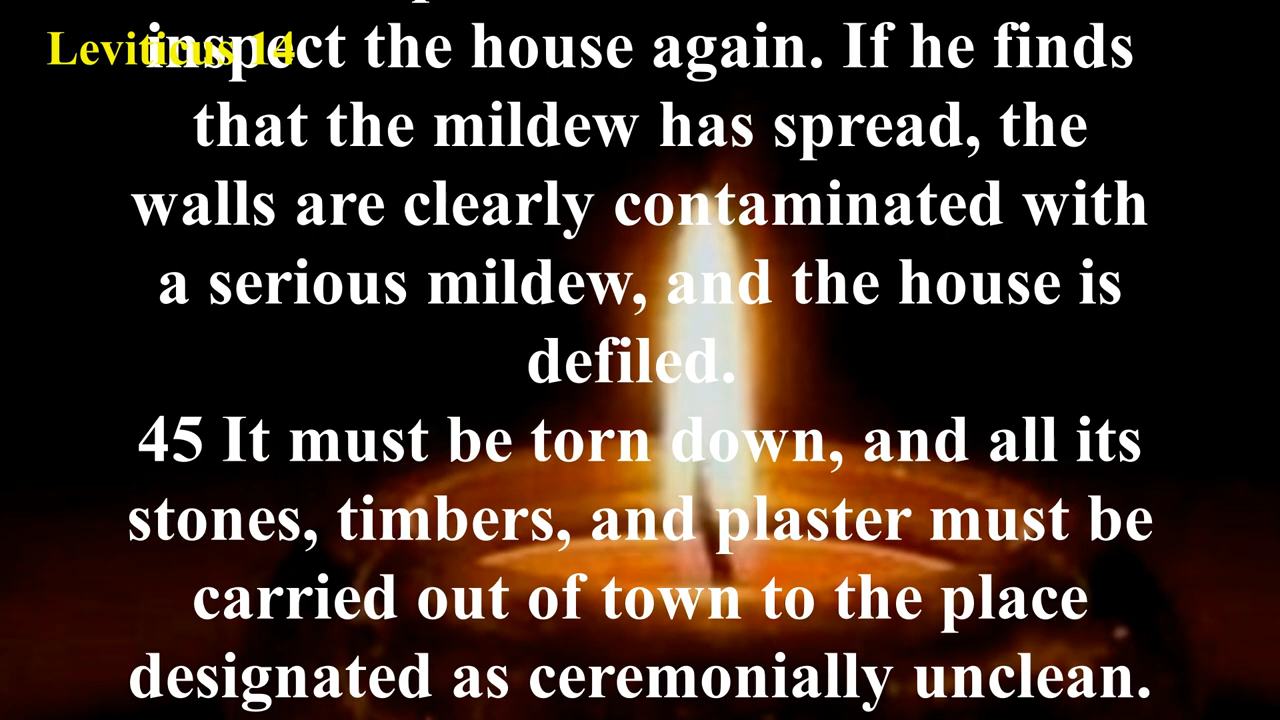 Leviticus 14
inspect the house again. If he finds
that the mildew has spread, the
walls are clearly contaminated with
a serious mildew, and the house is
defiled.
45 It must be torn down, and all its
stones, timbers, and plaster must be
carried out of town to the place
designated as ceremonially unclean.